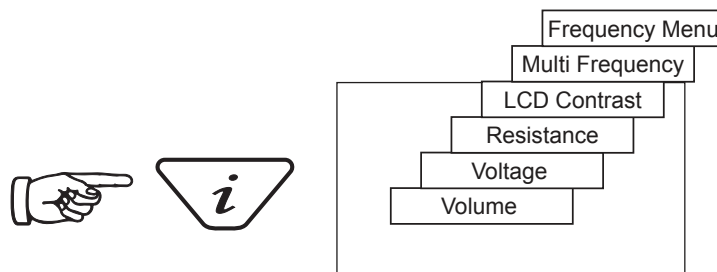 Frequency Menu
Multi Frequency
LCD Contrast
Resistance
Voltage
i
Volume